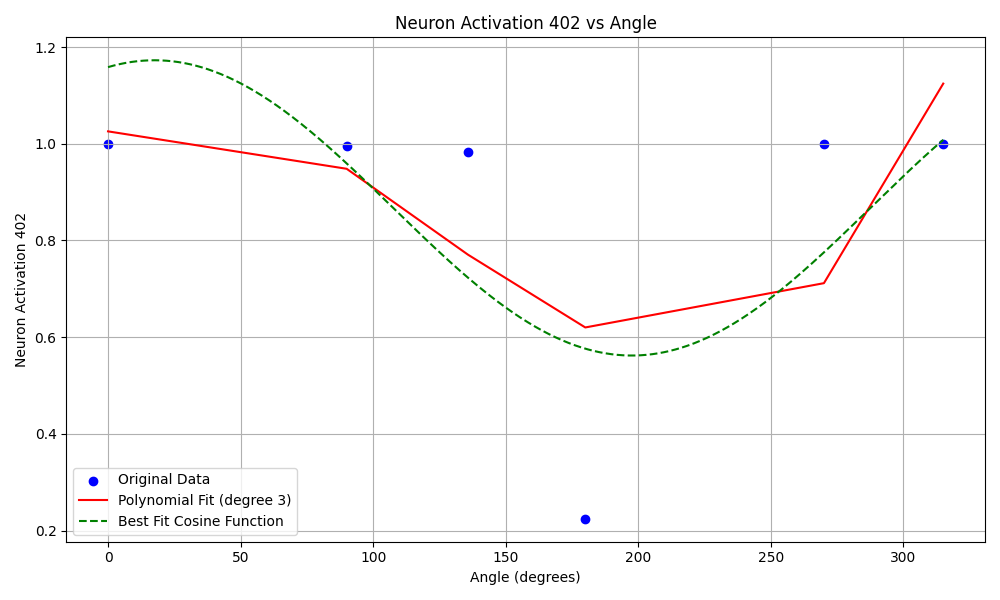 Neuron Activation 402 vs Angle
Neuron Activation 402
1.2
1.0
0.8
0.6
0.4
0.2
Original Data
Polynomial Fit (degree 3)
Best Fit Cosine Function
0 50 100 150 200 250 300
Angle (degrees)